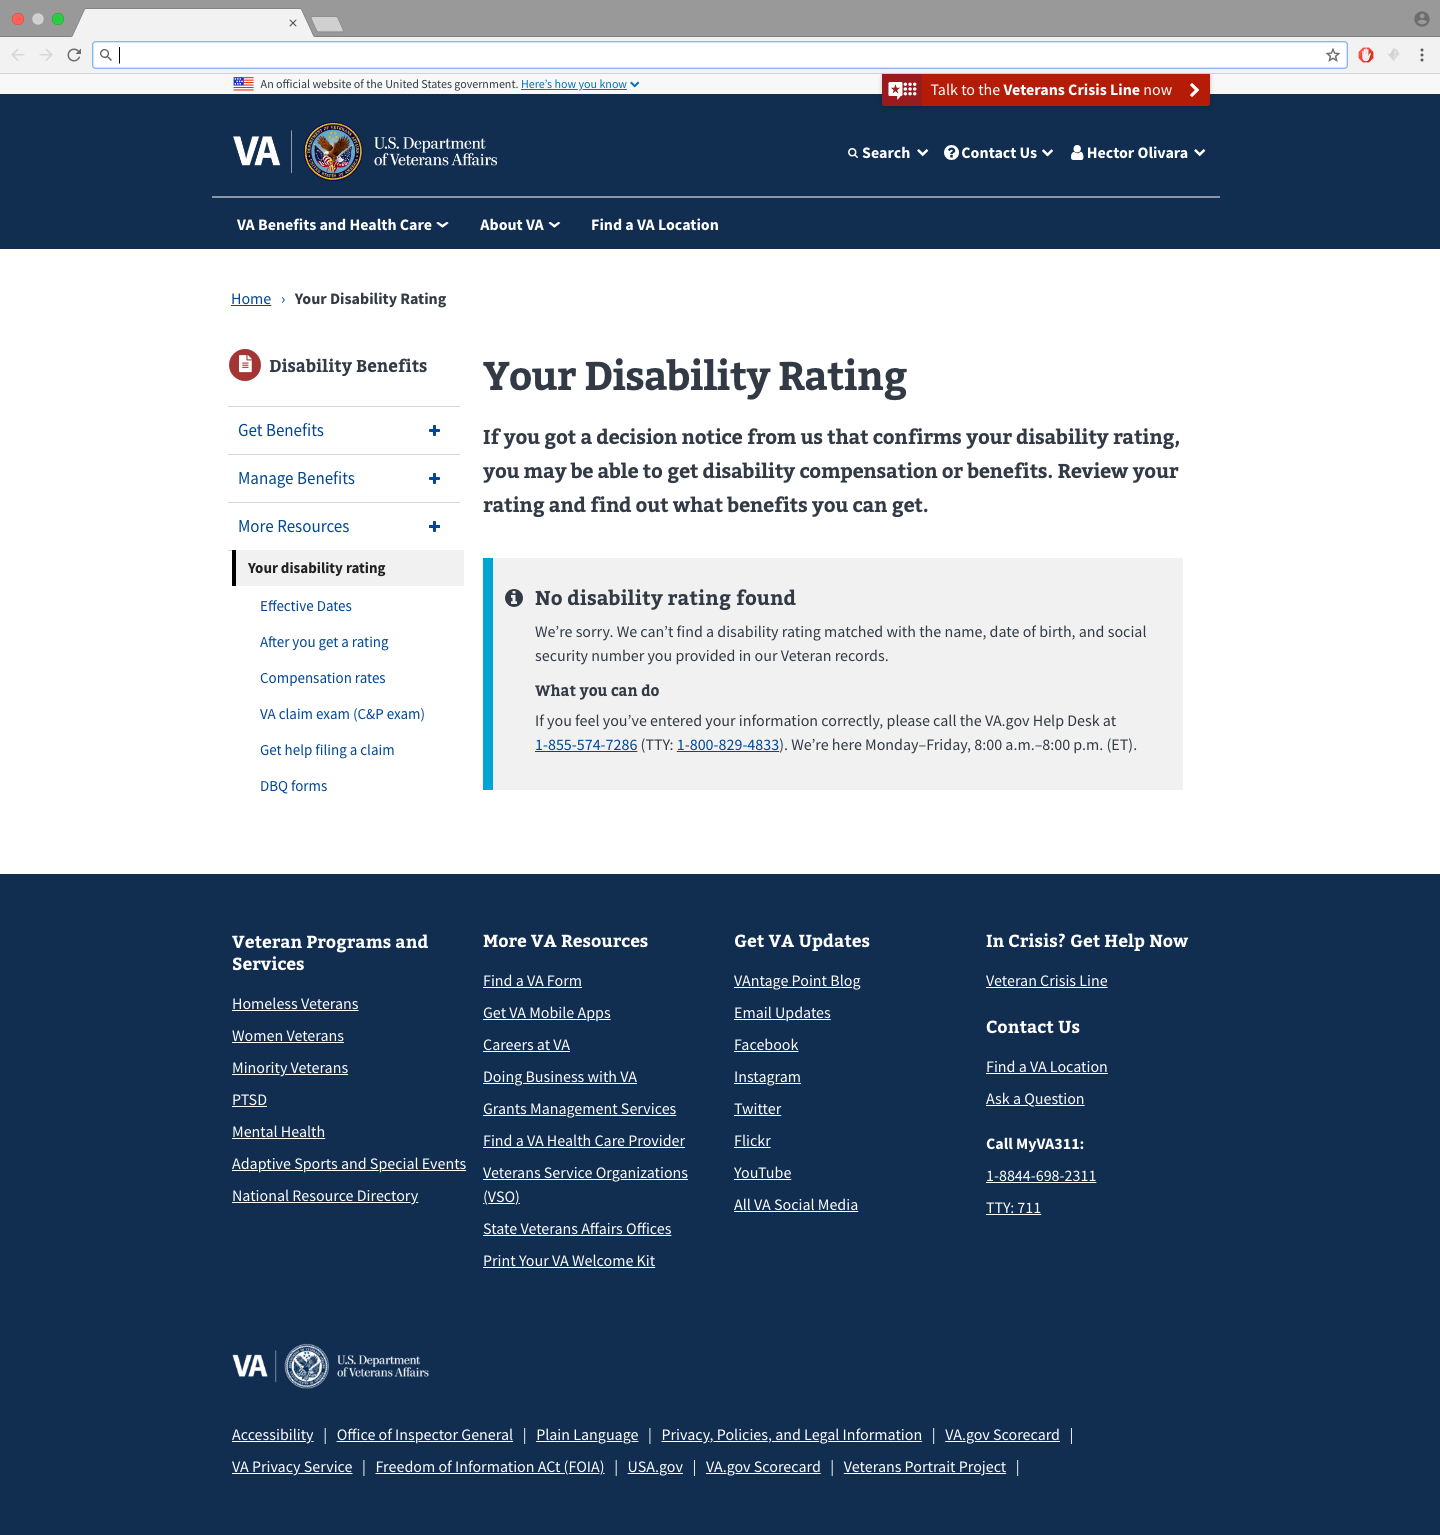 An official website of the United States government. Here's how you know
Talk to the Veterans Crisis Line now
VA
U.S. Department
of Veterans Affairs
Search
Contact Us
Hector Olivara
VA Benefits and Health Care
About VA
Find a VA Location
Home › Your Disability Rating
Disability Benefits
Get Benefits
Manage Benefits
More Resources
Your disability rating
Effective Dates
After you get a rating
Compensation rates
VA claim exam (C&P exam)
Get help filing a claim
DBQ forms
Your Disability Rating
If you got a decision notice from us that confirms your disability rating,
you may be able to get disability compensation or benefits. Review your
rating and find out what benefits you can get.
No disability rating found
We're sorry. We can't find a disability rating matched with the name, date of birth, and social
security number you provided in our Veteran records.
What you can do
If you feel you've entered your information correctly, please call the VA.gov Help Desk at
1-855-574-7286 (TTY: 1-800-829-4833). We're here Monday–Friday, 8:00 a.m.–8:00 p.m. (ET).
Veteran Programs and
Services
Homeless Veterans
Women Veterans
Minority Veterans
PTSD
Mental Health
Adaptive Sports and Special Events
National Resource Directory
More VA Resources
Find a VA Form
Get VA Mobile Apps
Careers at VA
Doing Business with VA
Grants Management Services
Find a VA Health Care Provider
Veterans Service Organizations
(VSO)
State Veterans Affairs Offices
Print Your VA Welcome Kit
Get VA Updates
VAntage Point Blog
Email Updates
Facebook
Instagram
Twitter
Flickr
YouTube
All VA Social Media
In Crisis? Get Help Now
Veteran Crisis Line
Contact Us
Find a VA Location
Ask a Question
Call MyVA311:
1-8844-698-2311
TTY: 711
VA
U.S. Department
of Veterans Affairs
Accessibility | Office of Inspector General | Plain Language | Privacy, Policies, and Legal Information | VA.gov Scorecard |
VA Privacy Service | Freedom of Information ACt (FOIA) | USA.gov | VA.gov Scorecard | Veterans Portrait Project |